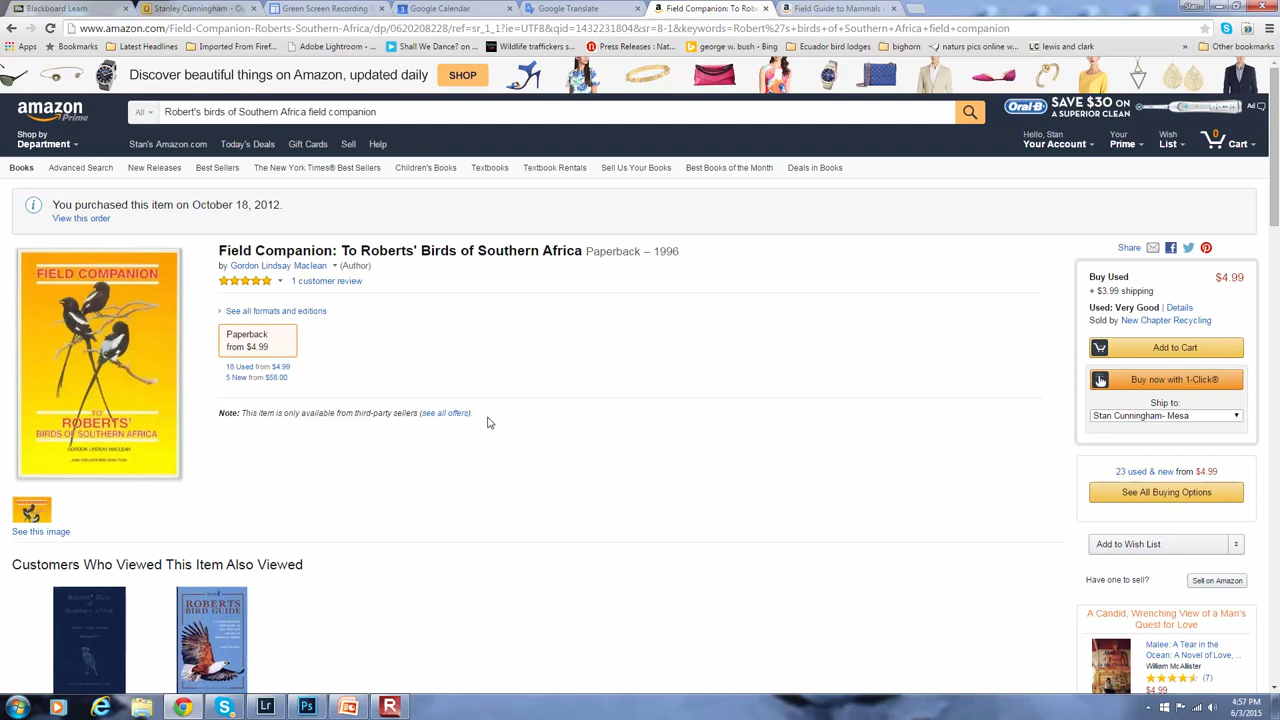 Blackboard Learn
Stanley Cunningham - Ou
Green Screen Recording S
Google Calendar
Google Translate
Field Companion: To Rob
Field Guide to Mammals
www.amazon.com/Field-Companion-Roberts-Southern-Africa/dp/0620208228/ref=sr_1_1?ie=UTF8&qid=1432231804&sr=8-1&keywords=Robert%27s+birds+of+Southern+Africa+field+companion
Apps Bookmarks Latest Headlines Imported From Firef Adobe Lightroom - Shall We Dance? on Wildlife traffickers Press Releases : Nat george w. bush - Bing Ecuador bird lodges bighorn naturs pics online w lewis and clark Other bookmarks
Discover beautiful things on Amazon, updated daily SHOP
amazon Prime
All Robert's birds of Southern Africa field companion
Oral-B SAVE $30 ON A SUPERIOR CLEAN Ad
Shop by Department
Stan's Amazon.com Today's Deals Gift Cards Sell Help
Hello, Stan Your Account
Your Prime
Wish List
0 Cart
Books Advanced Search New Releases Best Sellers The New York Times® Best Sellers Children's Books Textbooks Textbook Rentals Sell Us Your Books Best Books of the Month Deals in Books
You purchased this item on October 18, 2012.
View this order
Field Companion: To Roberts' Birds of Southern Africa Paperback – 1996
by Gordon Lindsay Maclean (Author)
1 customer review
See all formats and editions
Paperback
from $4.99
18 Used from $4.99
5 New from $58.00
Note: This item is only available from third-party sellers (see all offers).
FIELD COMPANION
TO
ROBERTS'
BIRDS OF SOUTHERN AFRICA
GORDON LINDSAY MACLEAN
See this image
Share
Buy Used $4.99
+ $3.99 shipping
Used: Very Good | Details
Sold by New Chapter Recycling
Add to Cart
Buy now with 1-Click®
Ship to:
Stan Cunningham- Mesa
23 used & new from $4.99
See All Buying Options
Add to Wish List
Have one to sell? Sell on Amazon
Customers Who Viewed This Item Also Viewed
Roberts' Birds
of
Southern Africa
ROBERTS
BIRD GUIDE
A Candid, Wrenching View of a Man's
Quest for Love
Malee: A Tear in the
Ocean: A Novel of Love, ...
William McAllister
(7)
$4.99
4:57 PM
6/3/2015